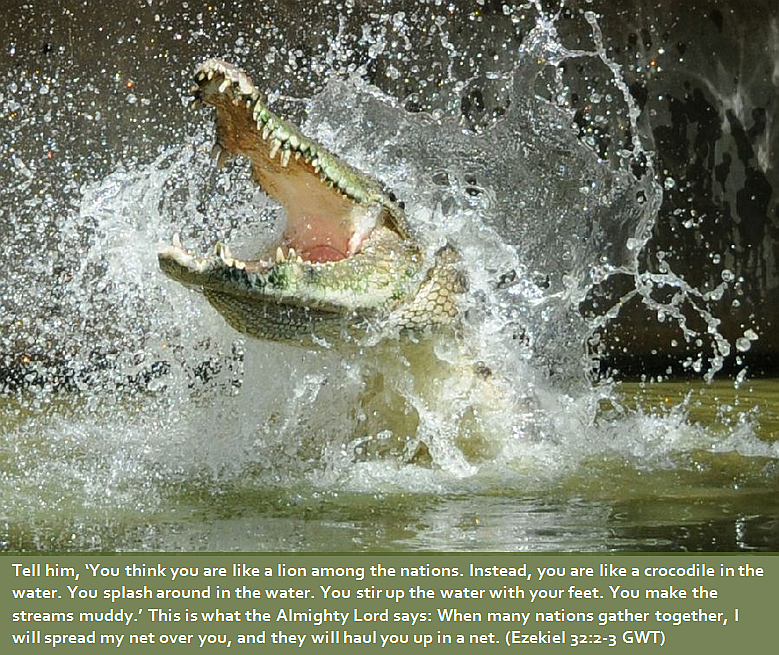 Tell him, ‘You think you are like a lion among the nations. Instead, you are like a crocodile in the
water. You splash around in the water. You stir up the water with your feet. You make the
streams muddy.’ This is what the Almighty Lord says: When many nations gather together, I
will spread my net over you, and they will haul you up in a net. (Ezekiel 32:2-3 GWT)